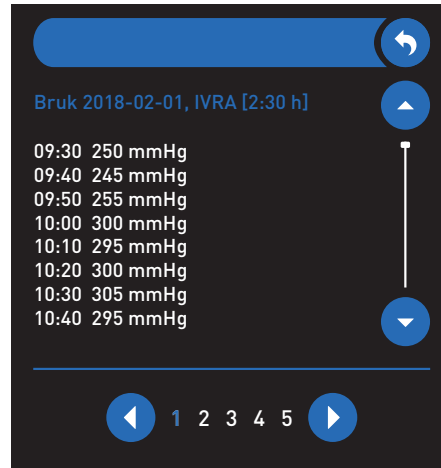 Bruk 2018-02-01, IVRA [2:30 h]
09:30 250 mmHg
09:40 245 mmHg
09:50 255 mmHg
10:00 300 mmHg
10:10 295 mmHg
10:20 300 mmHg
10:30 305 mmHg
10:40 295 mmHg
1 2 3 4 5